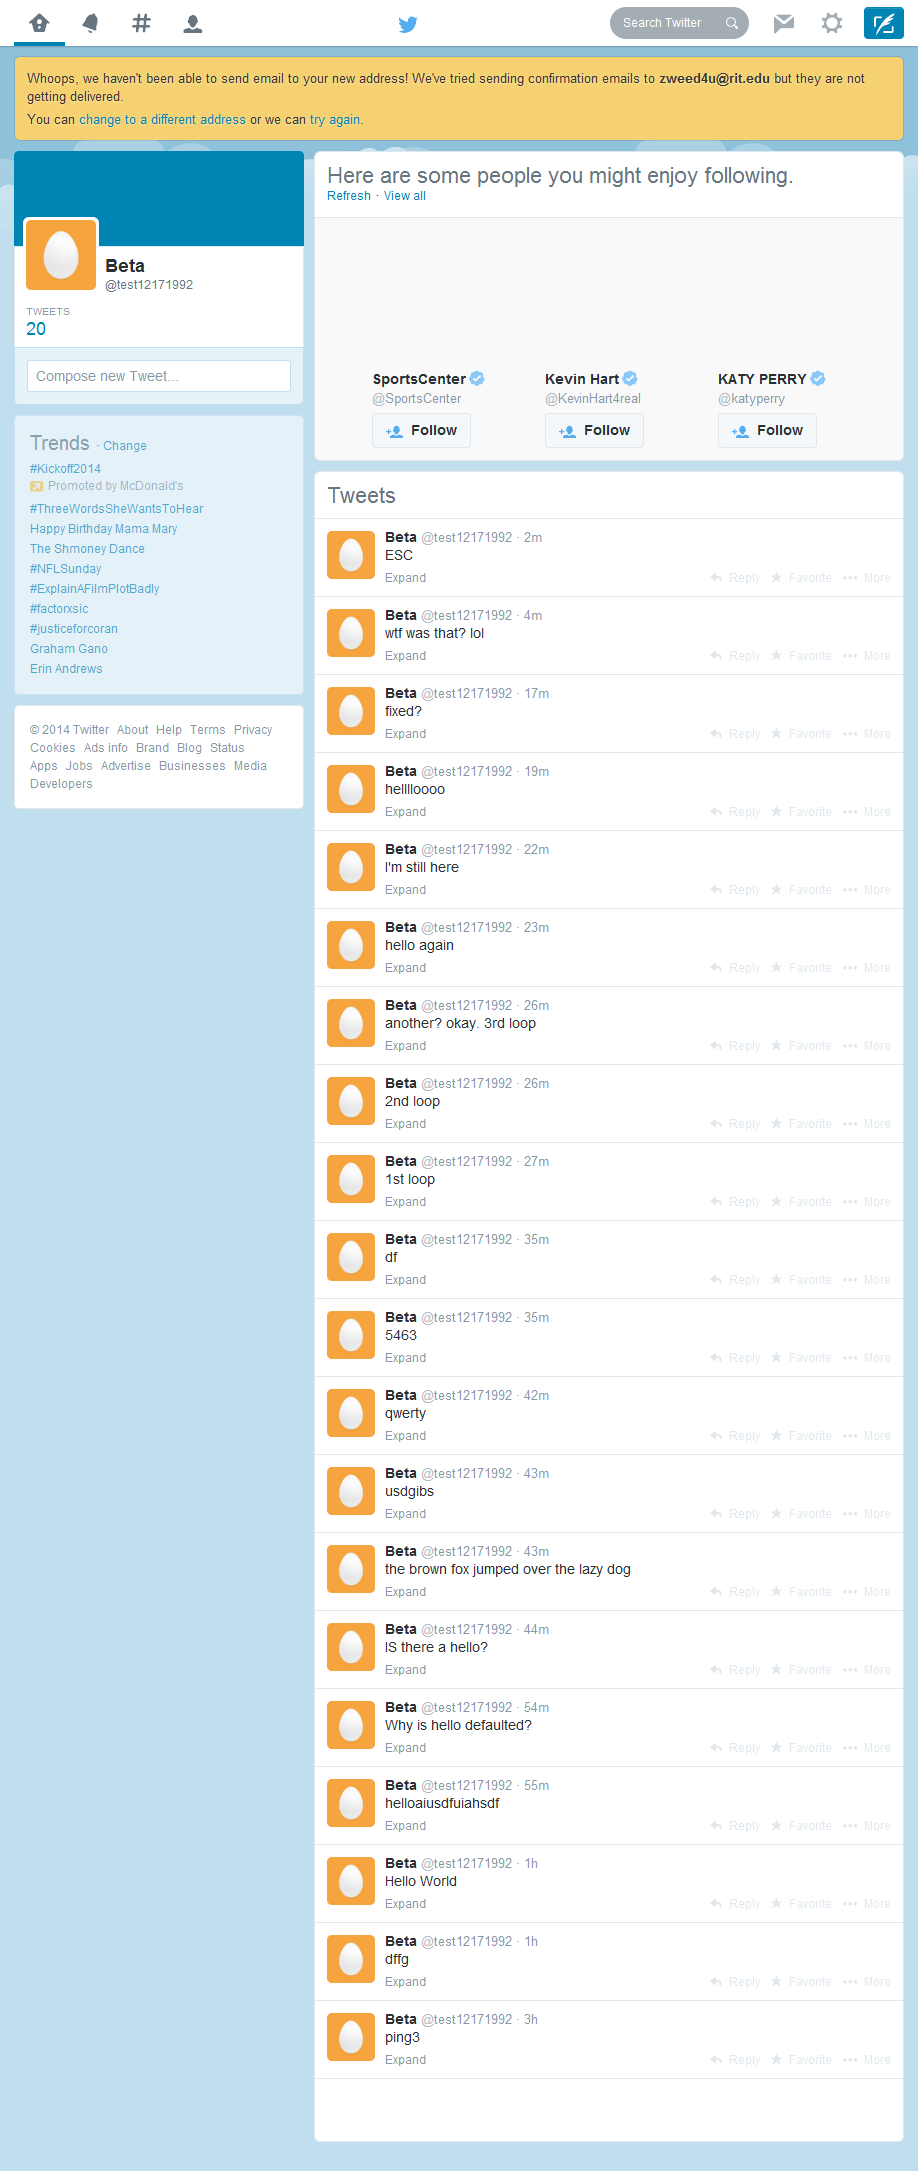 Search Twitter
Whoops, we haven't been able to send email to your new address! We've tried sending confirmation emails to zweed4u@rit.edu but they are not
getting delivered.
You can change to a different address or we can try again.
Beta
@test12171992
TWEETS
20
Compose new Tweet...
Trends · Change
#Kickoff2014
Promoted by McDonald's
#ThreeWordsSheWantsToHear
Happy Birthday Mama Mary
The Shmoney Dance
#NFLSunday
#ExplainAFilmPlotBadly
#factorxsic
#justiceforcoran
Graham Gano
Erin Andrews
© 2014 Twitter About Help Terms Privacy
Cookies Ads info Brand Blog Status
Apps Jobs Advertise Businesses Media
Developers
Here are some people you might enjoy following.
Refresh · View all
SportsCenter
@SportsCenter
Follow
Kevin Hart
@KevinHart4real
Follow
KATY PERRY
@katyperry
Follow
Tweets
Beta @test12171992 · 2m
ESC
Expand Reply Favorite More
Beta @test12171992 · 4m
wtf was that? lol
Expand Reply Favorite More
Beta @test12171992 · 17m
fixed?
Expand Reply Favorite More
Beta @test12171992 · 19m
helllloooo
Expand Reply Favorite More
Beta @test12171992 · 22m
I'm still here
Expand Reply Favorite More
Beta @test12171992 · 23m
hello again
Expand Reply Favorite More
Beta @test12171992 · 26m
another? okay. 3rd loop
Expand Reply Favorite More
Beta @test12171992 · 26m
2nd loop
Expand Reply Favorite More
Beta @test12171992 · 27m
1st loop
Expand Reply Favorite More
Beta @test12171992 · 35m
df
Expand Reply Favorite More
Beta @test12171992 · 35m
5463
Expand Reply Favorite More
Beta @test12171992 · 42m
qwerty
Expand Reply Favorite More
Beta @test12171992 · 43m
usdgibs
Expand Reply Favorite More
Beta @test12171992 · 43m
the brown fox jumped over the lazy dog
Expand Reply Favorite More
Beta @test12171992 · 44m
IS there a hello?
Expand Reply Favorite More
Beta @test12171992 · 54m
Why is hello defaulted?
Expand Reply Favorite More
Beta @test12171992 · 55m
helloaiusdfuiahsdf
Expand Reply Favorite More
Beta @test12171992 · 1h
Hello World
Expand Reply Favorite More
Beta @test12171992 · 1h
dffg
Expand Reply Favorite More
Beta @test12171992 · 3h
ping3
Expand Reply Favorite More